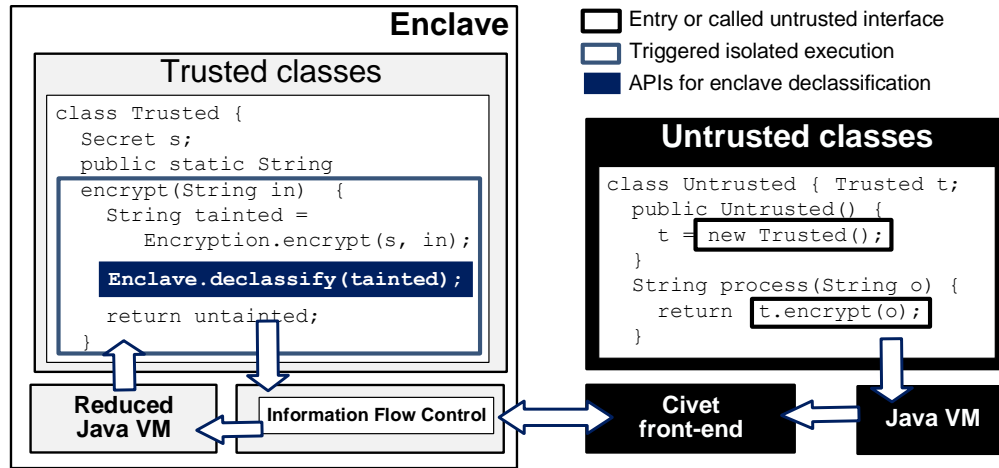 Enclave
Trusted classes
class Trusted {
Secret s;
public static String
encrypt(String in) {
String tainted =
Encryption.encrypt(s, in);
Enclave.declassify(tainted);
return untainted;
}
Reduced
Java VM
Information Flow Control
Entry or called untrusted interface
Triggered isolated execution
APIs for enclave declassification
Untrusted classes
class Untrusted { Trusted t;
public Untrusted() {
t = new Trusted();
}
String process(String o) {
return t.encrypt(o);
}
Civet
front-end
Java VM